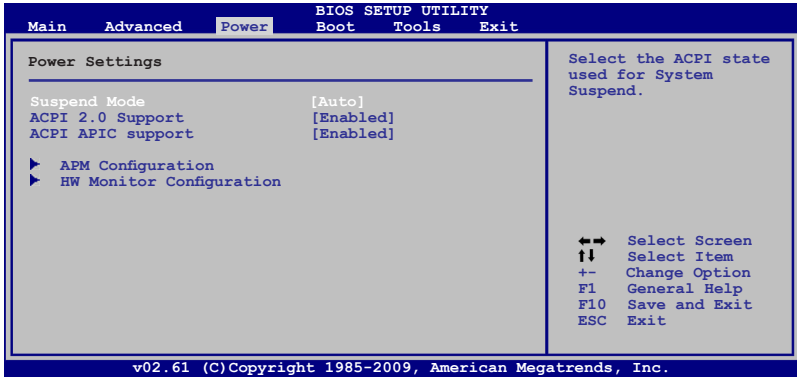 BIOS SETUP UTILITY
Main Advanced Power Boot Tools Exit
Power Settings
Suspend Mode [Auto]
ACPI 2.0 Support [Enabled]
ACPI APIC support [Enabled]
APM Configuration
HW Monitor Configuration
Select the ACPI state
used for System
Suspend.
Select Screen
Select Item
+- Change Option
F1 General Help
F10 Save and Exit
ESC Exit
v02.61 (C)Copyright 1985-2009, American Megatrends, Inc.